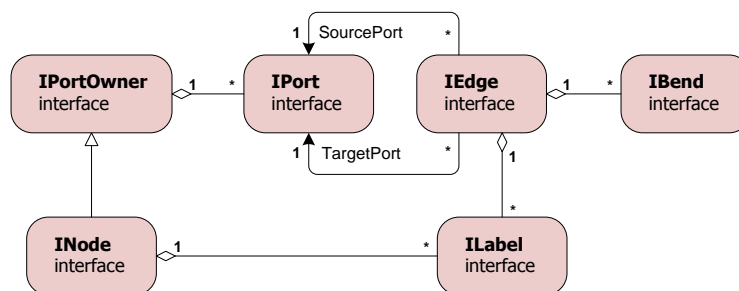 1 SourcePort *
IPortOwner
interface
1 *
IPort
interface
IEdge
interface
1 *
IBend
interface
1 TargetPort *
1
*
INode
interface
1 *
ILabel
interface